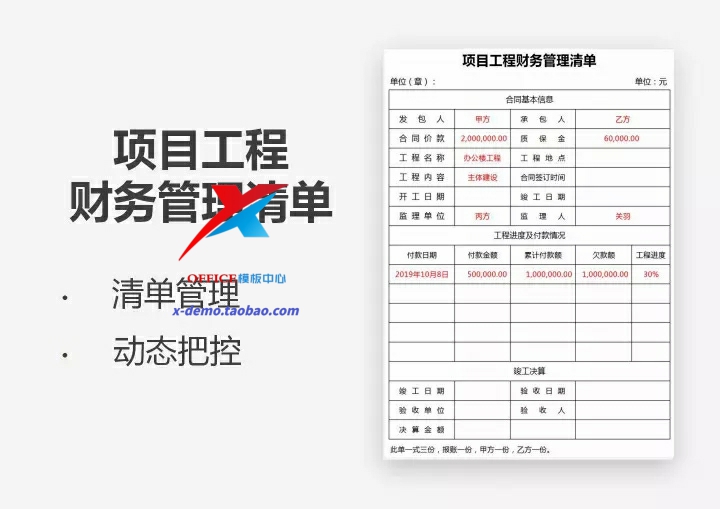 项目工程
财务管理清单
OFFICE模板中心
· 清单管理
x-demo.taobao.com
· 动态把控
项目工程财务管理清单
单位（章）： 单位：元
合同基本信息
发包人 甲方 承包人 乙方
合同价款 2,000,000.00 质保金 60,000.00
工程名称 办公楼工程 工程地点
工程内容 主体建设 合同签订时间
开工日期 竣工日期
监理单位 丙方 监理人 关羽
工程进度及付款情况
付款日期 付款金额 累计付款额 欠款额 工程进度
2019年10月8日 500,000.00 1,000,000.00 1,000,000.00 30%
竣工决算
竣工日期 验收日期
验收单位 验收人
决算金额
此单一式三份，报账一份，甲方一份，乙方一份。